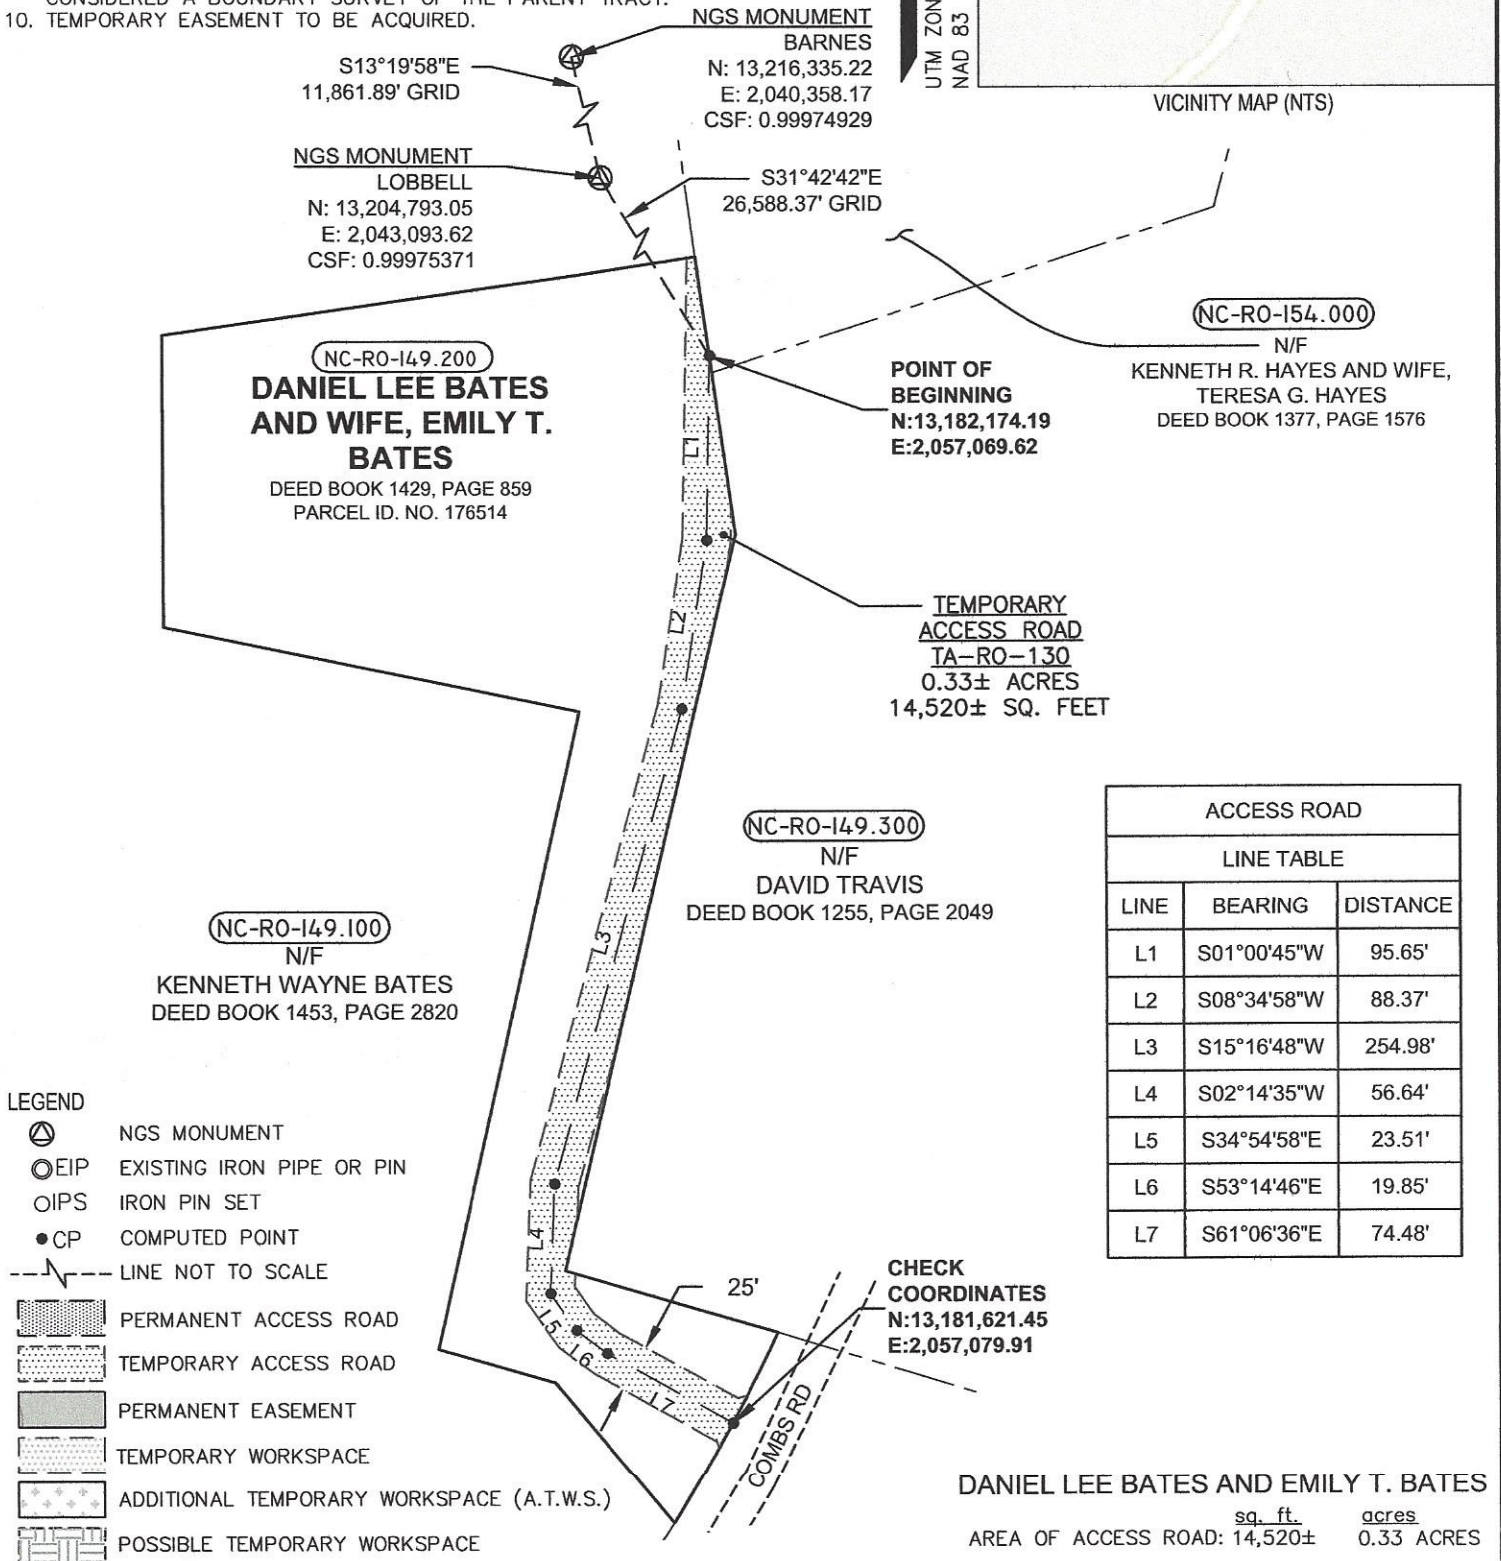 CONSIDERED A BOUNDARY SURVEY OF THE PARENT TRACT.
10. TEMPORARY EASEMENT TO BE ACQUIRED.
NGS MONUMENT
BARNES
N: 13,216,335.22
E: 2,040,358.17
CSF: 0.99974929
S13°19'58"E
11,861.89' GRID
UTM ZON
NAD 83
VICINITY MAP (NTS)
NGS MONUMENT
LOBBELL
N: 13,204,793.05
E: 2,043,093.62
CSF: 0.99975371
S31°42'42"E
26,588.37' GRID
NC-RO-154.000
N/F
KENNETH R. HAYES AND WIFE,
TERESA G. HAYES
DEED BOOK 1377, PAGE 1576
NC-RO-149.200
DANIEL LEE BATES
AND WIFE, EMILY T.
BATES
DEED BOOK 1429, PAGE 859
PARCEL ID. NO. 176514
POINT OF
BEGINNING
N:13,182,174.19
E:2,057,069.62
L1
L2
TEMPORARY
ACCESS ROAD
TA-RO-130
0.33± ACRES
14,520± SQ. FEET
NC-RO-149.300
N/F
DAVID TRAVIS
DEED BOOK 1255, PAGE 2049
L3
NC-RO-149.100
N/F
KENNETH WAYNE BATES
DEED BOOK 1453, PAGE 2820
ACCESS ROAD
LINE TABLE
LINE BEARING DISTANCE
L1 S01°00'45"W 95.65'
L2 S08°34'58"W 88.37'
L3 S15°16'48"W 254.98'
L4 S02°14'35"W 56.64'
L5 S34°54'58"E 23.51'
L6 S53°14'46"E 19.85'
L7 S61°06'36"E 74.48'
LEGEND
NGS MONUMENT
EIP EXISTING IRON PIPE OR PIN
IPS IRON PIN SET
CP COMPUTED POINT
LINE NOT TO SCALE
PERMANENT ACCESS ROAD
TEMPORARY ACCESS ROAD
PERMANENT EASEMENT
TEMPORARY WORKSPACE
ADDITIONAL TEMPORARY WORKSPACE (A.T.W.S.)
POSSIBLE TEMPORARY WORKSPACE
L4
L5
L6
L7
25'
CHECK
COORDINATES
N:13,181,621.45
E:2,057,079.91
COMBS RD
DANIEL LEE BATES AND EMILY T. BATES
sq. ft. acres
AREA OF ACCESS ROAD: 14,520± 0.33 ACRES